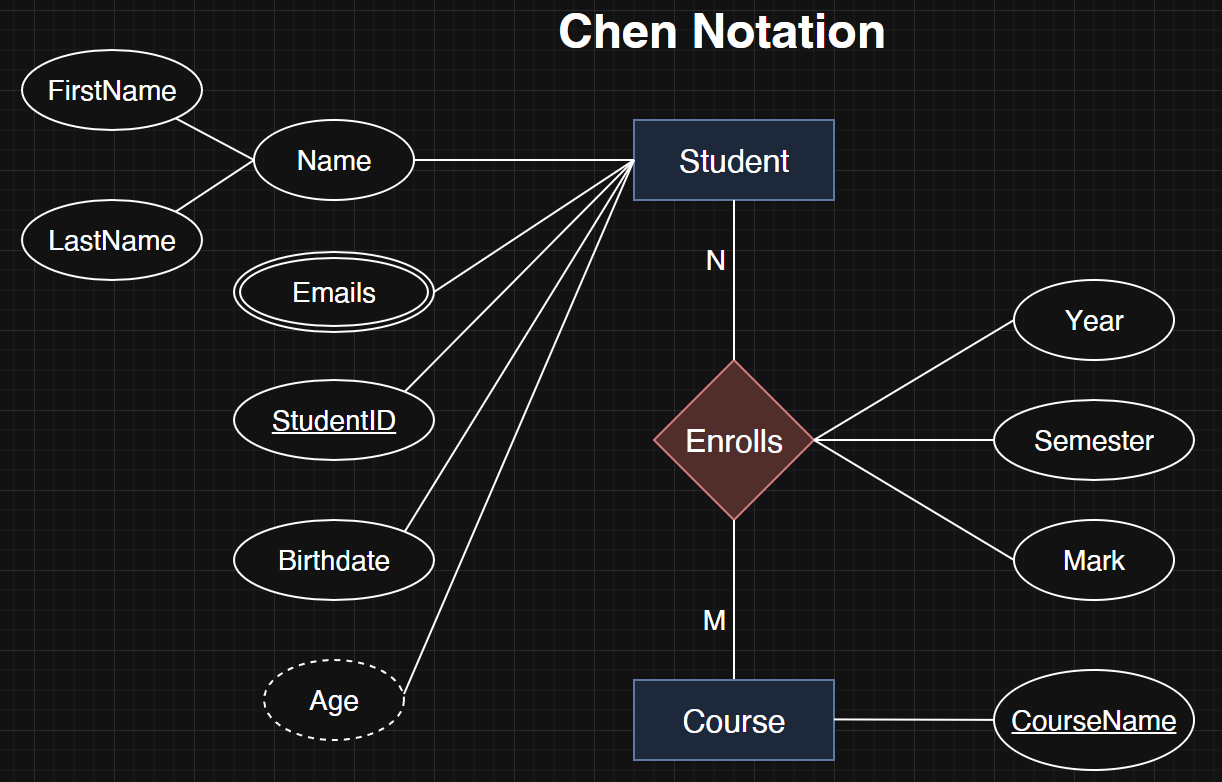 Chen Notation
FirstName
Name
Student
LastName
N
Emails
Year
StudentID
Enrolls
Semester
Birthdate
Mark
M
Age
Course
CourseName